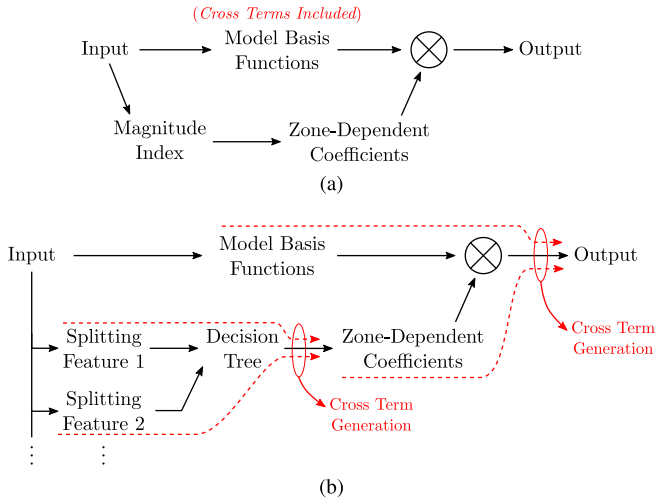 (Cross Terms Included)
Input
Model Basis
Functions
Output
Magnitude
Index
Zone-Dependent
Coefficients
(a)
Input
Model Basis
Functions
Output
Splitting
Feature 1
Decision
Tree
Zone-Dependent
Coefficients
Cross Term
Generation
Splitting
Feature 2
Cross Term
Generation
(b)